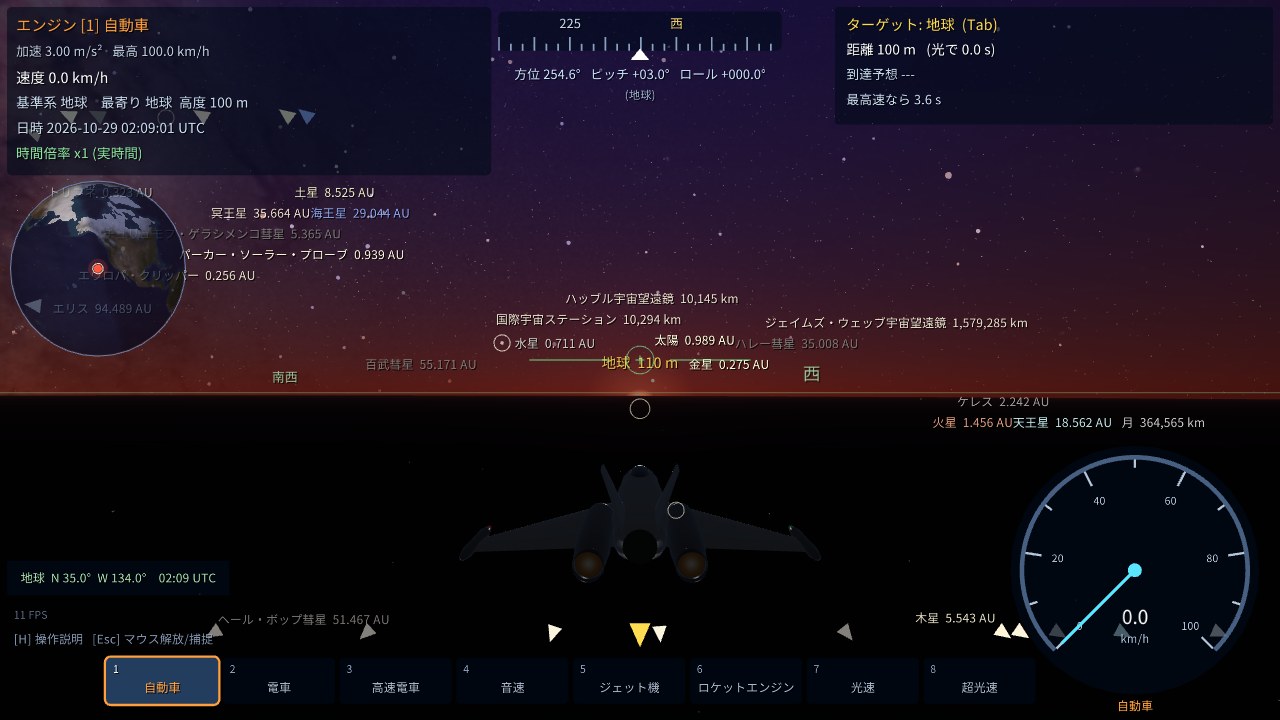 エンジン [1] 自動車
加速 3.00 m/s² 最高 100.0 km/h
速度 0.0 km/h
基準系 地球 最寄り 地球 高度 100 m
日時 2026-10-29 02:09:01 UTC
時間倍率 x1 (実時間)
225 西
方位 254.6° ピッチ +03.0° ロール +000.0°
(地球)
ターゲット: 地球 (Tab)
距離 100 m (光で 0.0 s)
到達予想 ---
最高速なら 3.6 s
土星 8.525 AU
冥王星 35.664 AU
海王星 29.044 AU
ゲラシメンコ彗星 5.365 AU
パーカー・ソーラー・プローブ 0.939 AU
エウロパ・クリッパー 0.256 AU
エリス 94.489 AU
ハッブル宇宙望遠鏡 10,145 km
国際宇宙ステーション 10,294 km
ジェイムズ・ウェッブ宇宙望遠鏡 1,579,285 km
水星 0.711 AU
太陽 0.989 AU
ハレー彗星 35.008 AU
百武彗星 55.171 AU
地球 110 m
金星 0.275 AU
南西
西
ケレス 2.242 AU
火星 1.456 AU
天王星 18.562 AU
月 364,565 km
地球 N 35.0° W 134.0° 02:09 UTC
11 FPS
[H] 操作説明 [Esc] マウス解放/捕捉
ヘール・ボップ彗星 51.467 AU
木星 5.543 AU
0 20 40 60 80 100
0.0
km/h
自動車
1 自動車
2 電車
3 高速電車
4 音速
5 ジェット機
6 ロケットエンジン
7 光速
8 超光速